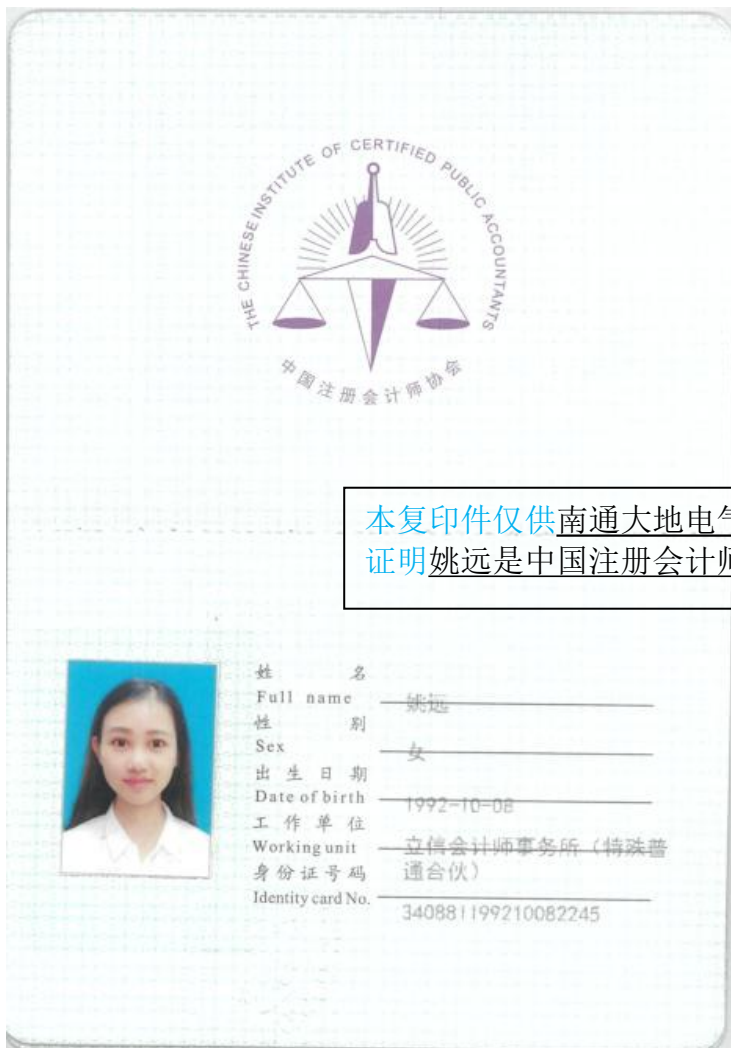 THE CHINESE INSTITUTE OF CERTIFIED PUBLIC ACCOUNTANTS
中国注册会计师协会
本复印件仅供南通大地电气
证明姚远是中国注册会计师
姓 名
Full name 姚远
性 别
Sex 女
出 生 日 期
Date of birth 1992-10-08
工 作 单 位
Working unit 立信会计师事务所（特殊普
通合伙）
身 份 证 号 码
Identity card No. 340881199210082245